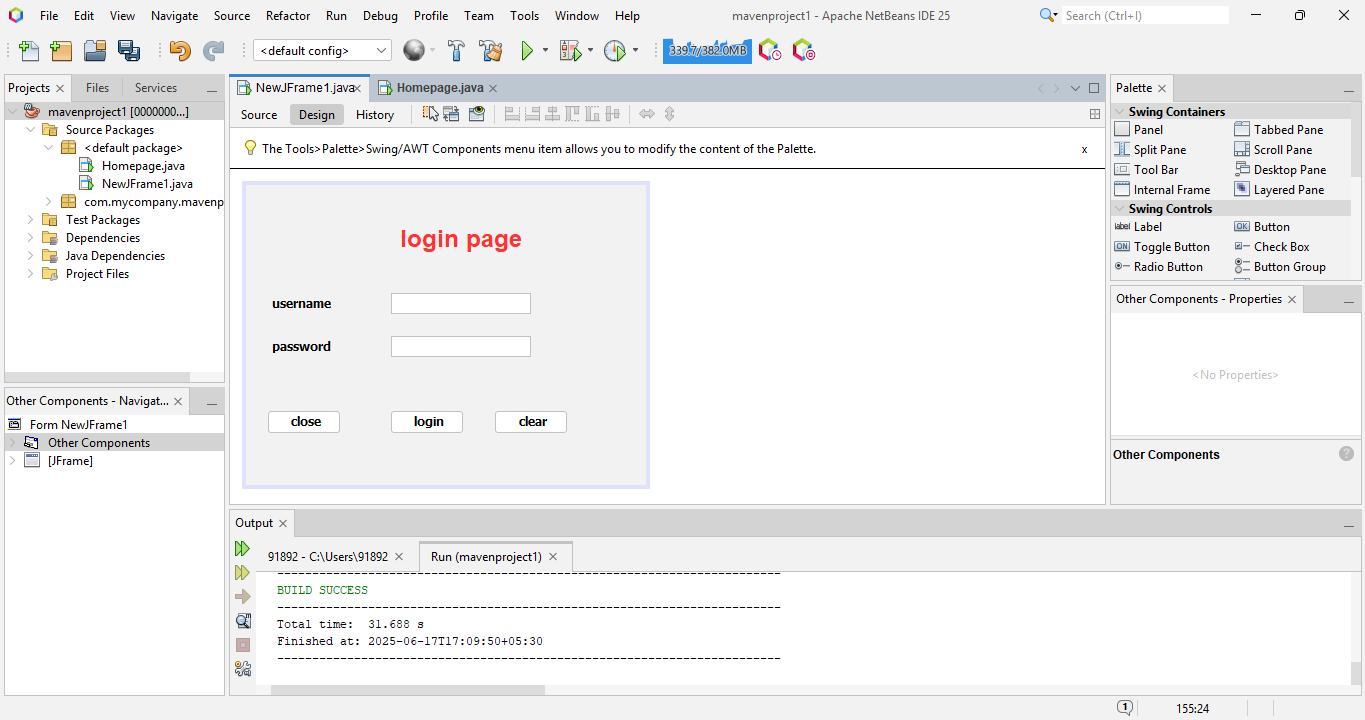 File Edit View Navigate Source Refactor Run Debug Profile Team Tools Window Help
mavenproject1 - Apache NetBeans IDE 25
Search (Ctrl+I)
<default config>
339.7/382.0MB
Projects Files Services
mavenproject1 [0000000...]
Source Packages
<default package>
Homepage.java
NewJFrame1.java
com.mycompany.mavenp
Test Packages
Dependencies
Java Dependencies
Project Files
Other Components - Navigat...
Form NewJFrame1
Other Components
[JFrame]
NewJFrame1.java Homepage.java
Source Design History
The Tools>Palette>Swing/AWT Components menu item allows you to modify the content of the Palette.
x
login page
username
password
close login clear
Palette
Swing Containers
Panel Tabbed Pane
Split Pane Scroll Pane
Tool Bar Desktop Pane
Internal Frame Layered Pane
Swing Controls
label Label OK Button
ON Toggle Button Check Box
Radio Button Button Group
Other Components - Properties
<No Properties>
Other Components
?
Output
91892 - C:\Users\91892 Run (mavenproject1)
------------------------------------------------------------------------
BUILD SUCCESS
------------------------------------------------------------------------
Total time:  31.688 s
Finished at: 2025-06-17T17:09:50+05:30
------------------------------------------------------------------------
1
155:24